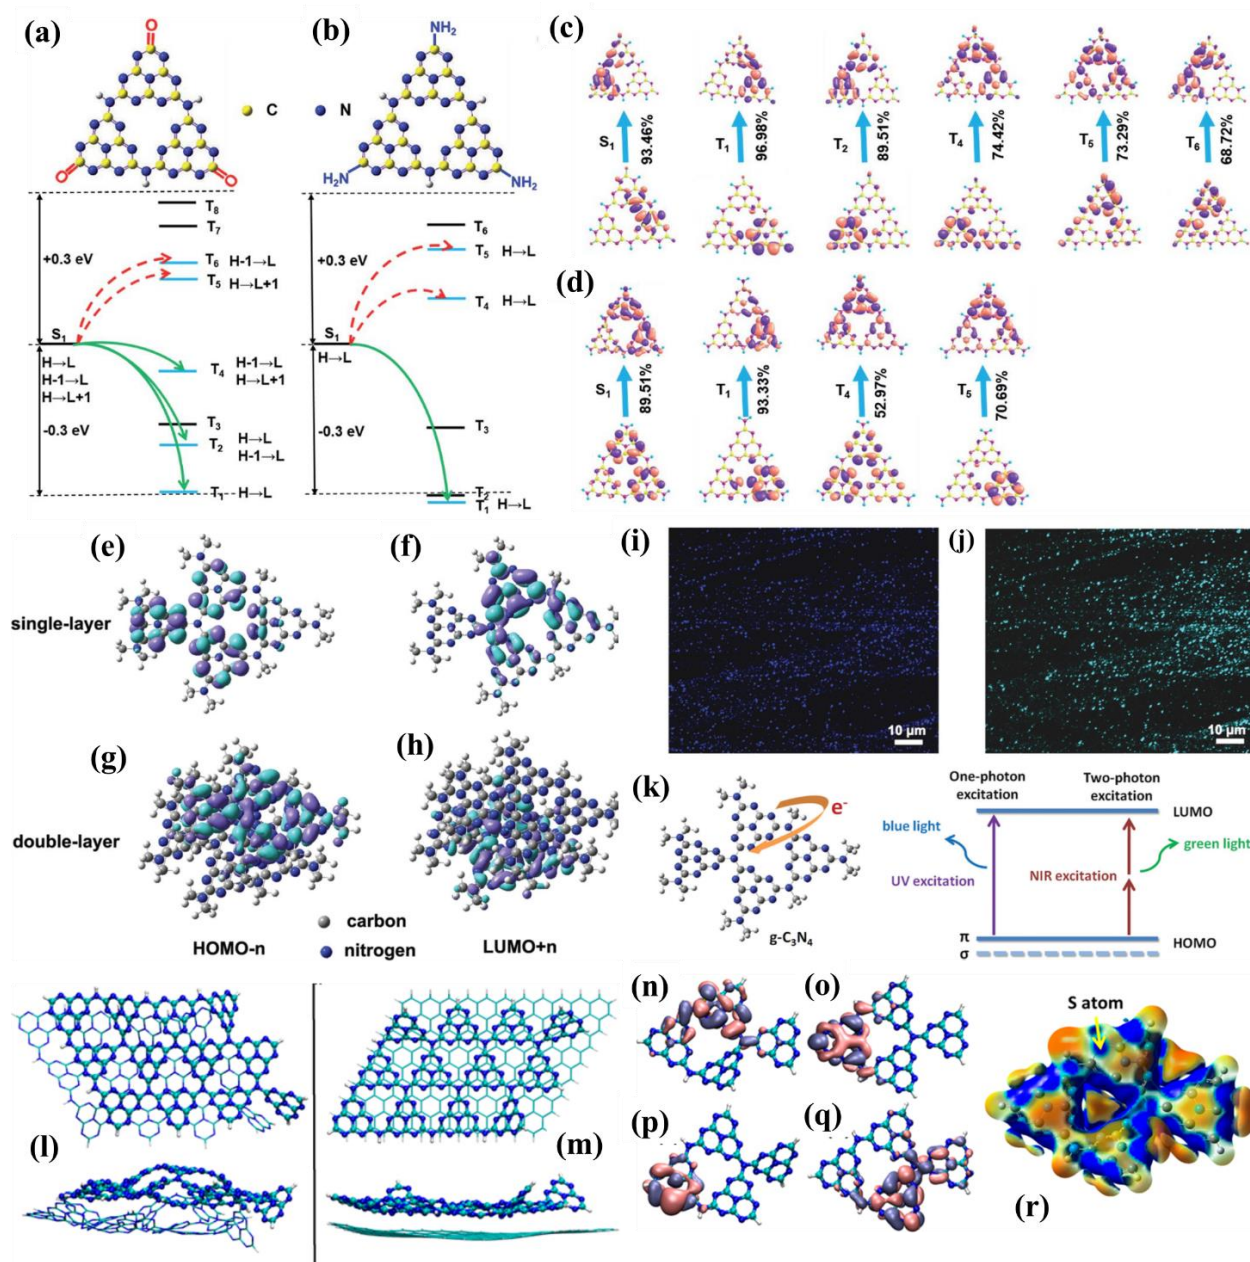 (a)
O
O
O
C
N
T8
T7
+0.3 eV
T6 H-1→L
T5 H→L+1
S1
H→L
H-1→L
H→L+1
T4
H-1→L
H→L+1
T3
T2
H→L
H-1→L
-0.3 eV
T1 H→L
(b)
NH2
H2N
NH2
T6
+0.3 eV
T5 H→L
T4 H→L
S1
H→L
-0.3 eV
T3
T2
T1 H→L
(c)
S1
93.46%
T1
96.98%
T2
89.51%
T4
74.42%
T5
73.29%
T6
68.72%
(d)
S1
89.51%
T1
93.33%
T4
52.97%
T5
70.69%
(e)
(f)
single-layer
(g)
(h)
double-layer
carbon
nitrogen
HOMO-n
LUMO+n
(i)
10 μm
(j)
10 μm
(k)
e-
g-C3N4
One-photon
excitation
Two-photon
excitation
LUMO
blue light
green light
UV excitation
NIR excitation
π
HOMO
σ
(l)
(m)
(n)
(o)
(p)
(q)
S atom
(r)